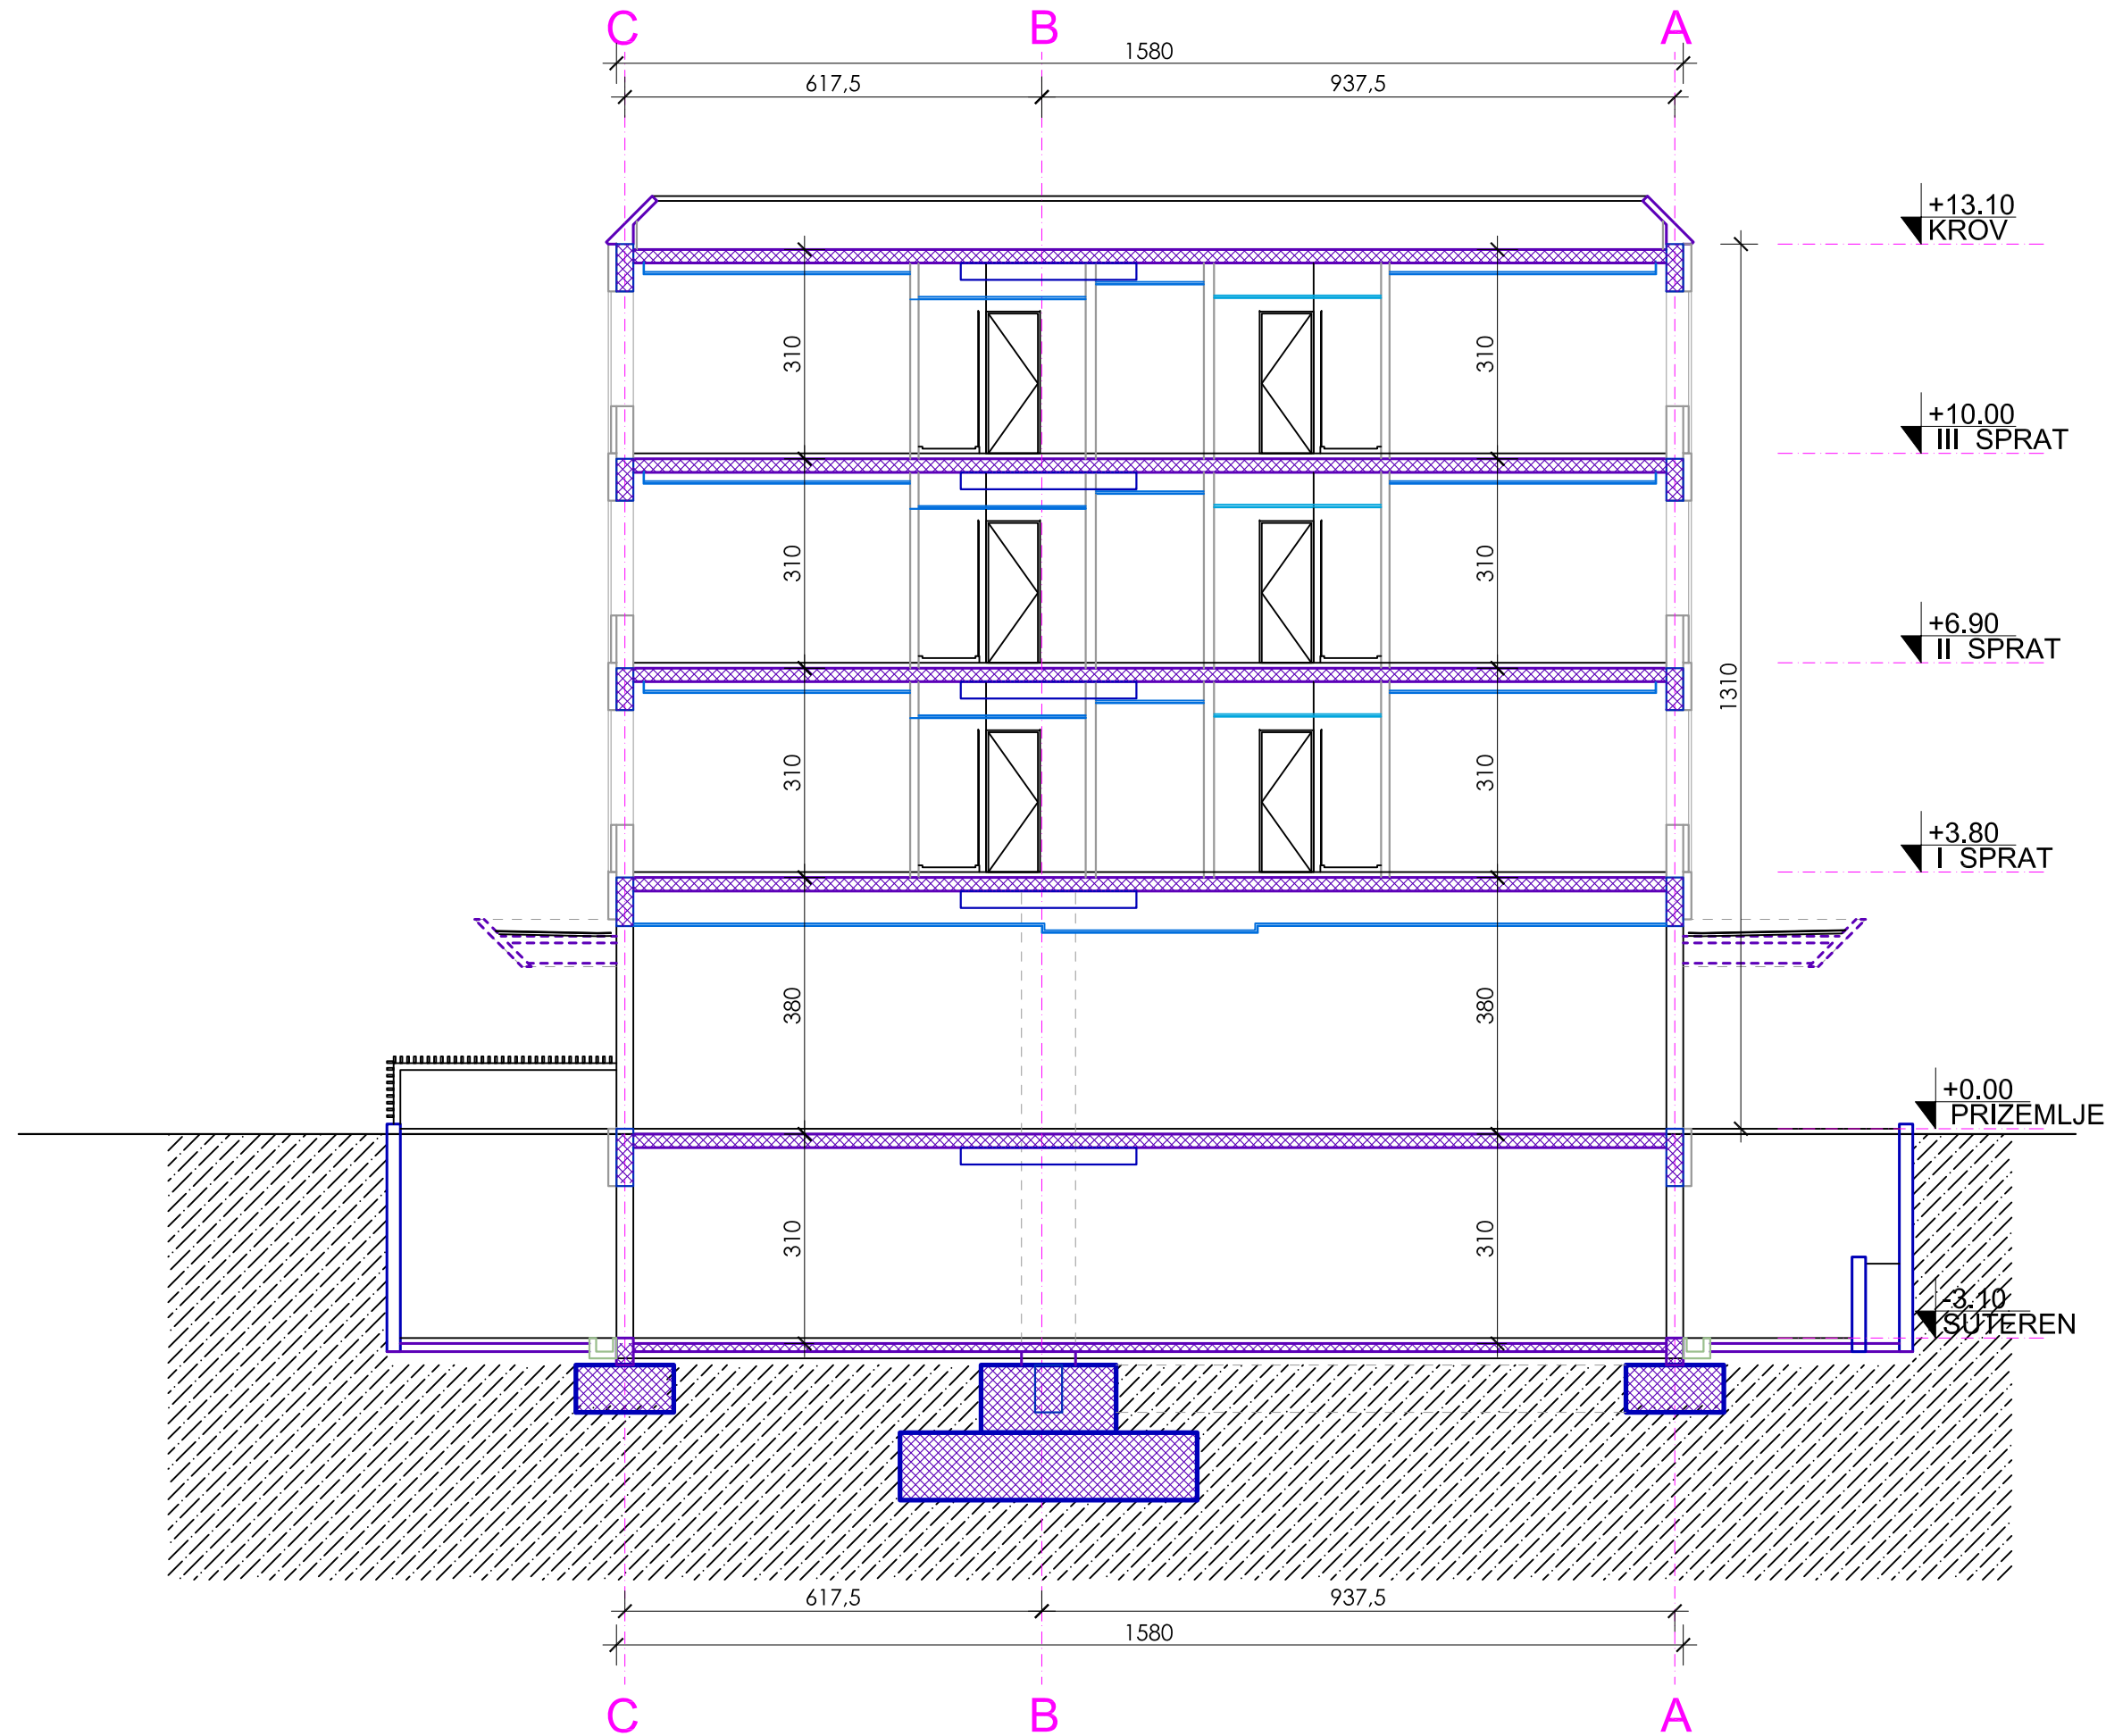 C B A
1580
617,5 937,5
+13.10
KROV
310 310
+10.00
III SPRAT
310 310
+6.90
II SPRAT
1310
310 310
+3.80
I SPRAT
380 380
+0.00
PRIZEMLJE
310 310
-3.10
SUTEREN
617,5 937,5
1580
C B A